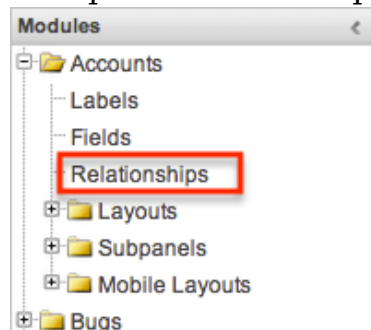 Modules
Accounts
Labels
Fields
Relationships
Layouts
Subpanels
Mobile Layouts
Bugs